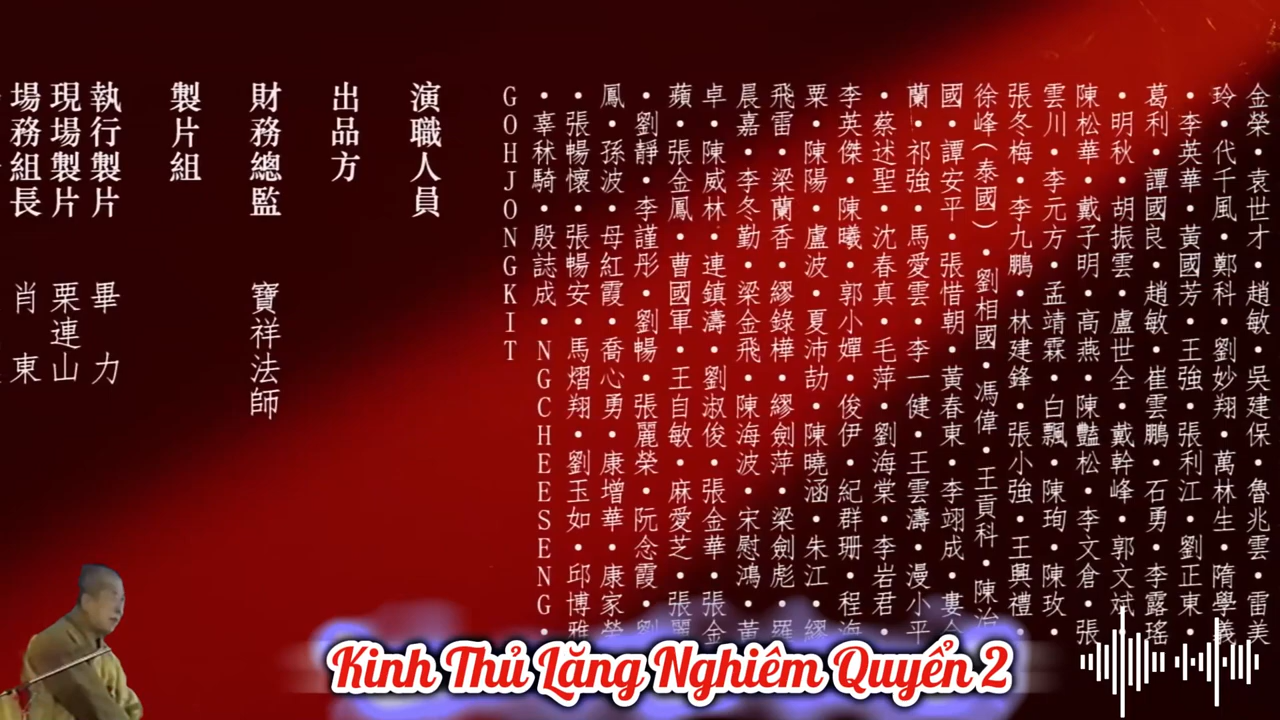 金榮・袁世才・趙敏・吳建保・魯兆雲・雷美
玲・代千風・鄭科・劉妙翔・萬林生・隋學義
・李英華・黃國芳・王強・張利江・劉正東・
葛利・譚國良・趙敏・崔雲鵬・石勇・李露瑤
・明秋・胡振雲・盧世全・戴幹峰・郭文斌・
陳松華・戴子明・高燕・陳豔松・李文倉・張
雲川・李元方・孟靖霖・白飄・陳珣・陳玫・
張冬梅・李九鵬・林建鋒・張小強・王興禮・
徐峰(泰國)・劉相國・馮偉・王貢科・陳治
國・譚安平・張惜朝・黃春東・李翊成・婁金
蘭・祁強・馬愛雲・李一健・王雲濤・漫小平
・蔡述聖・沈春真・毛萍・劉海棠・李岩君・
李英傑・陳曦・郭小嬋・俊伊・紀群珊・程海
粟・陳陽・盧波・夏沛劼・陳曉涵・朱江・繆
飛雷・梁蘭香・繆錄樺・繆劍萍・梁劍彪・羅
晨嘉・李冬勤・梁金飛・陳海波・宋慰鴻・黃
卓・陳威林・連鎮濤・劉淑俊・張金華・張金
蘋・張金鳳・曹國軍・王自敏・麻愛芝・張麗
・劉靜・李謹彤・劉暢・張麗榮・阮念霞・劉
鳳・孫波・母紅霞・喬心勇・康增華・康家榮
・張暢懷・張暢安・馬熠翔・劉玉如・邱博雅
・辜秝騎・殷誌成・NGCHEESENG・
GOHJONGKIT
演職人員
出品方
財務總監 寶祥法師
製片組
執行製片 畢力
現場製片 栗連山
場務組長 肖東
Kinh Thủ Lăng Nghiêm Quyển 2